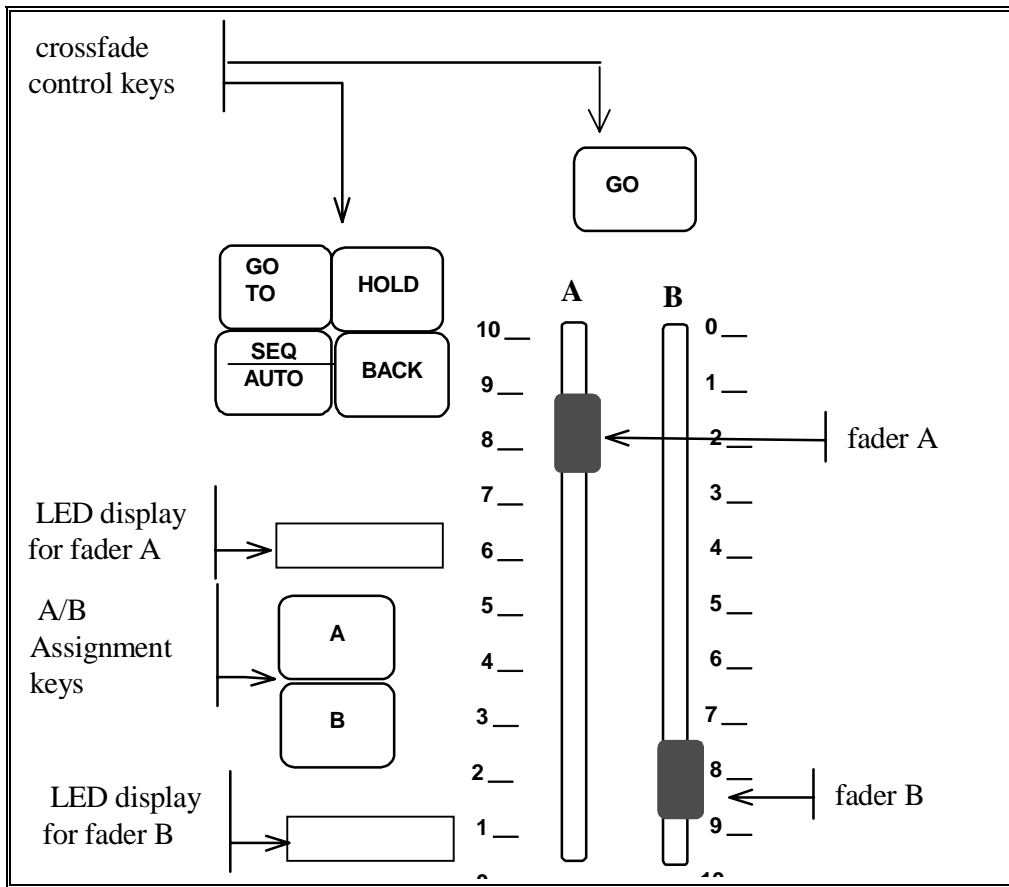 crossfade
control keys
GO
GO
TO
HOLD
SEQ
AUTO
BACK
A
B
10
9
8
7
6
5
4
3
2
1
0
1
2
3
4
5
6
7
8
9
fader A
LED display
for fader A
A/B
Assignment
keys
A
B
LED display
for fader B
fader B